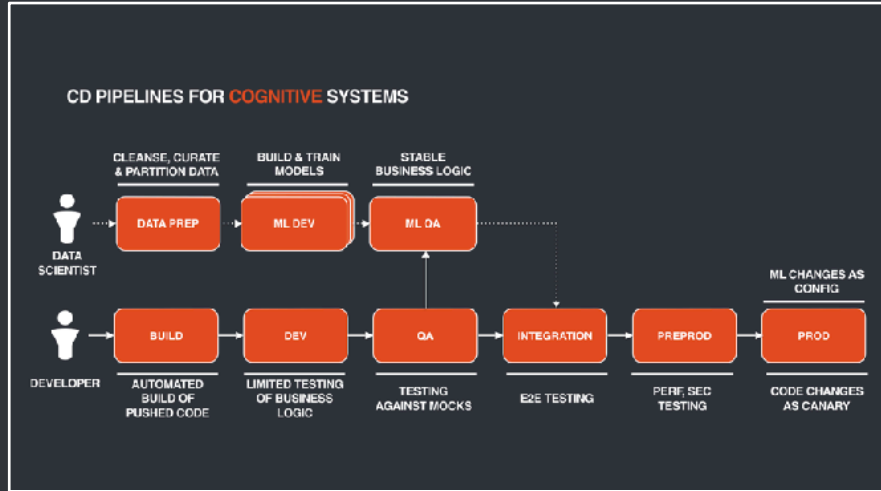 CD PIPELINES FOR COGNITIVE SYSTEMS
CLEANSE, CURATE
& PARTITION DATA
BUILD & TRAIN
MODELS
STABLE
BUSINESS LOGIC
DATA PREP
ML DEV
ML QA
DATA
SCIENTIST
ML CHANGES AS
CONFIG
BUILD
DEV
QA
INTEGRATION
PREPROD
PROD
DEVELOPER
AUTOMATED
BUILD OF
PUSHED CODE
LIMITED TESTING
OF BUSINESS
LOGIC
TESTING
AGAINST MOCKS
E2E TESTING
PERF, SEC
TESTING
CODE CHANGES
AS CANARY